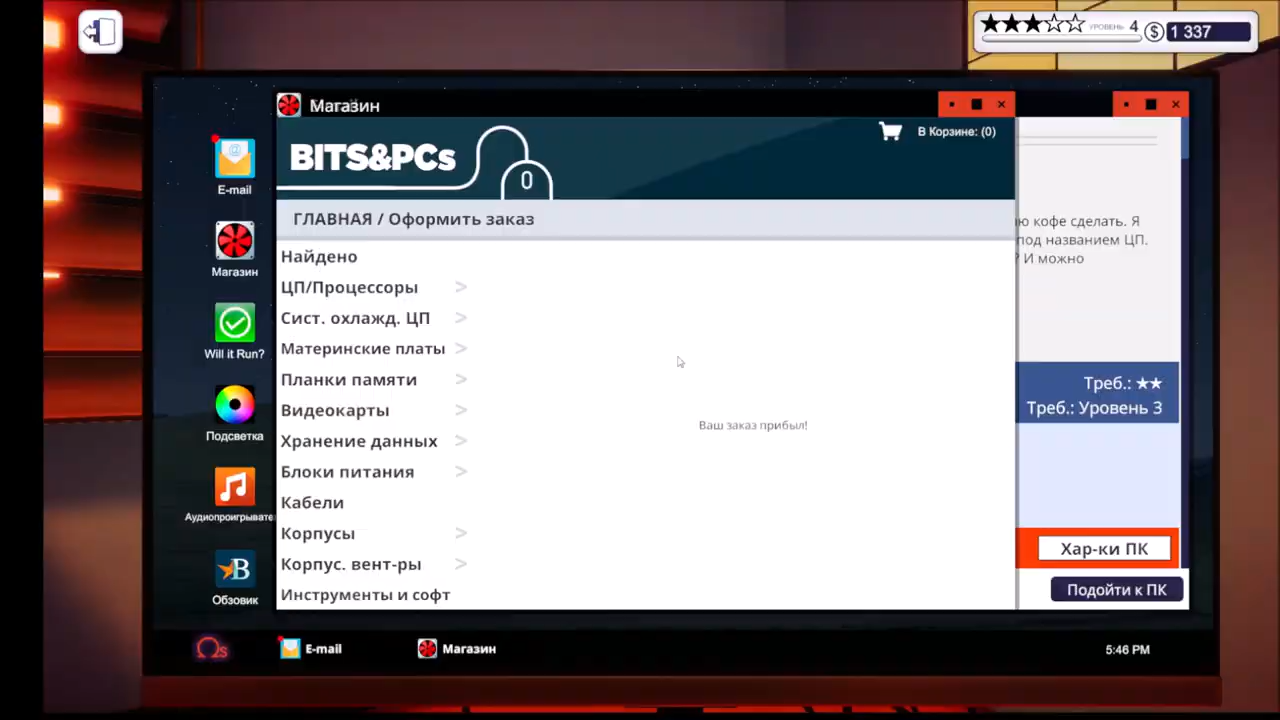 УРОВЕНЬ 4
$ 1 337
Магазин
BITS&PCs
В Корзине: (0)
ГЛАВНАЯ / Оформить заказ
Найдено
ЦП/Процессоры >
Сист. охлажд. ЦП >
Материнские платы >
Планки памяти >
Видеокарты >
Хранение данных >
Блоки питания >
Кабели
Корпусы >
Корпус. вент-ры >
Инструменты и софт
Ваш заказ прибыл!
E-mail
Магазин
Will it Run?
Подсветка
Аудиопроигрывате
Обзовик
ю кофе сделать. Я
под названием ЦП.
? И можно
Треб.: ★★
Треб.: Уровень 3
Хар-ки ПК
Подойти к ПК
E-mail
Магазин
5:46 PM